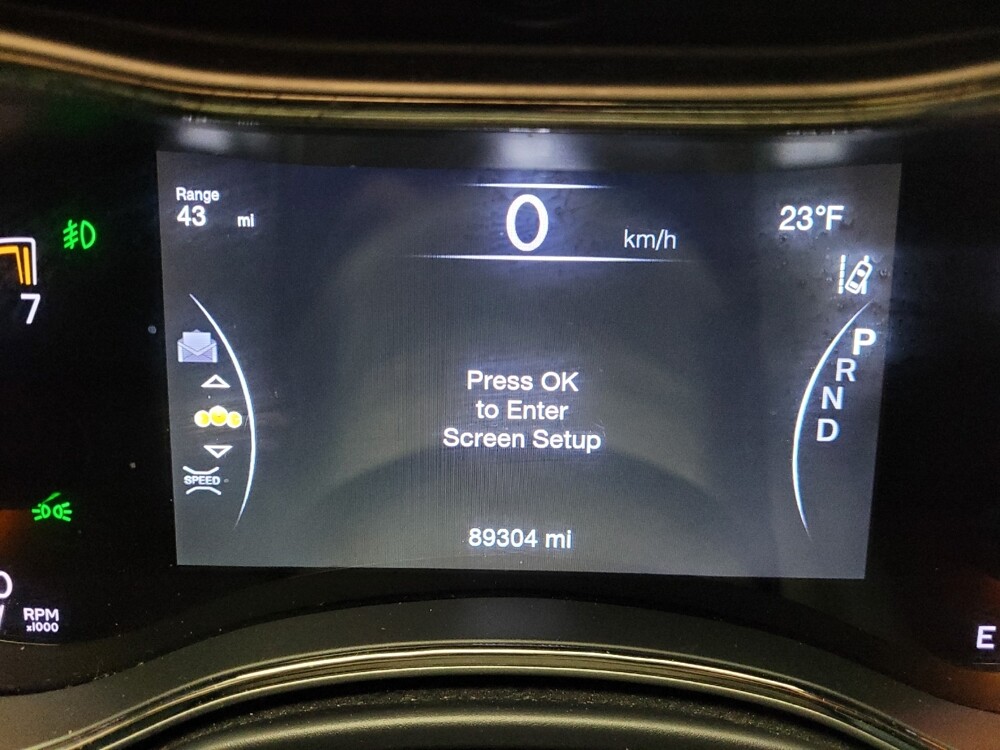 Range
43 mi
0 km/h
23°F
7
P
R
N
D
Press OK
to Enter
Screen Setup
SPEED
89304 mi
RPM
x1000
E